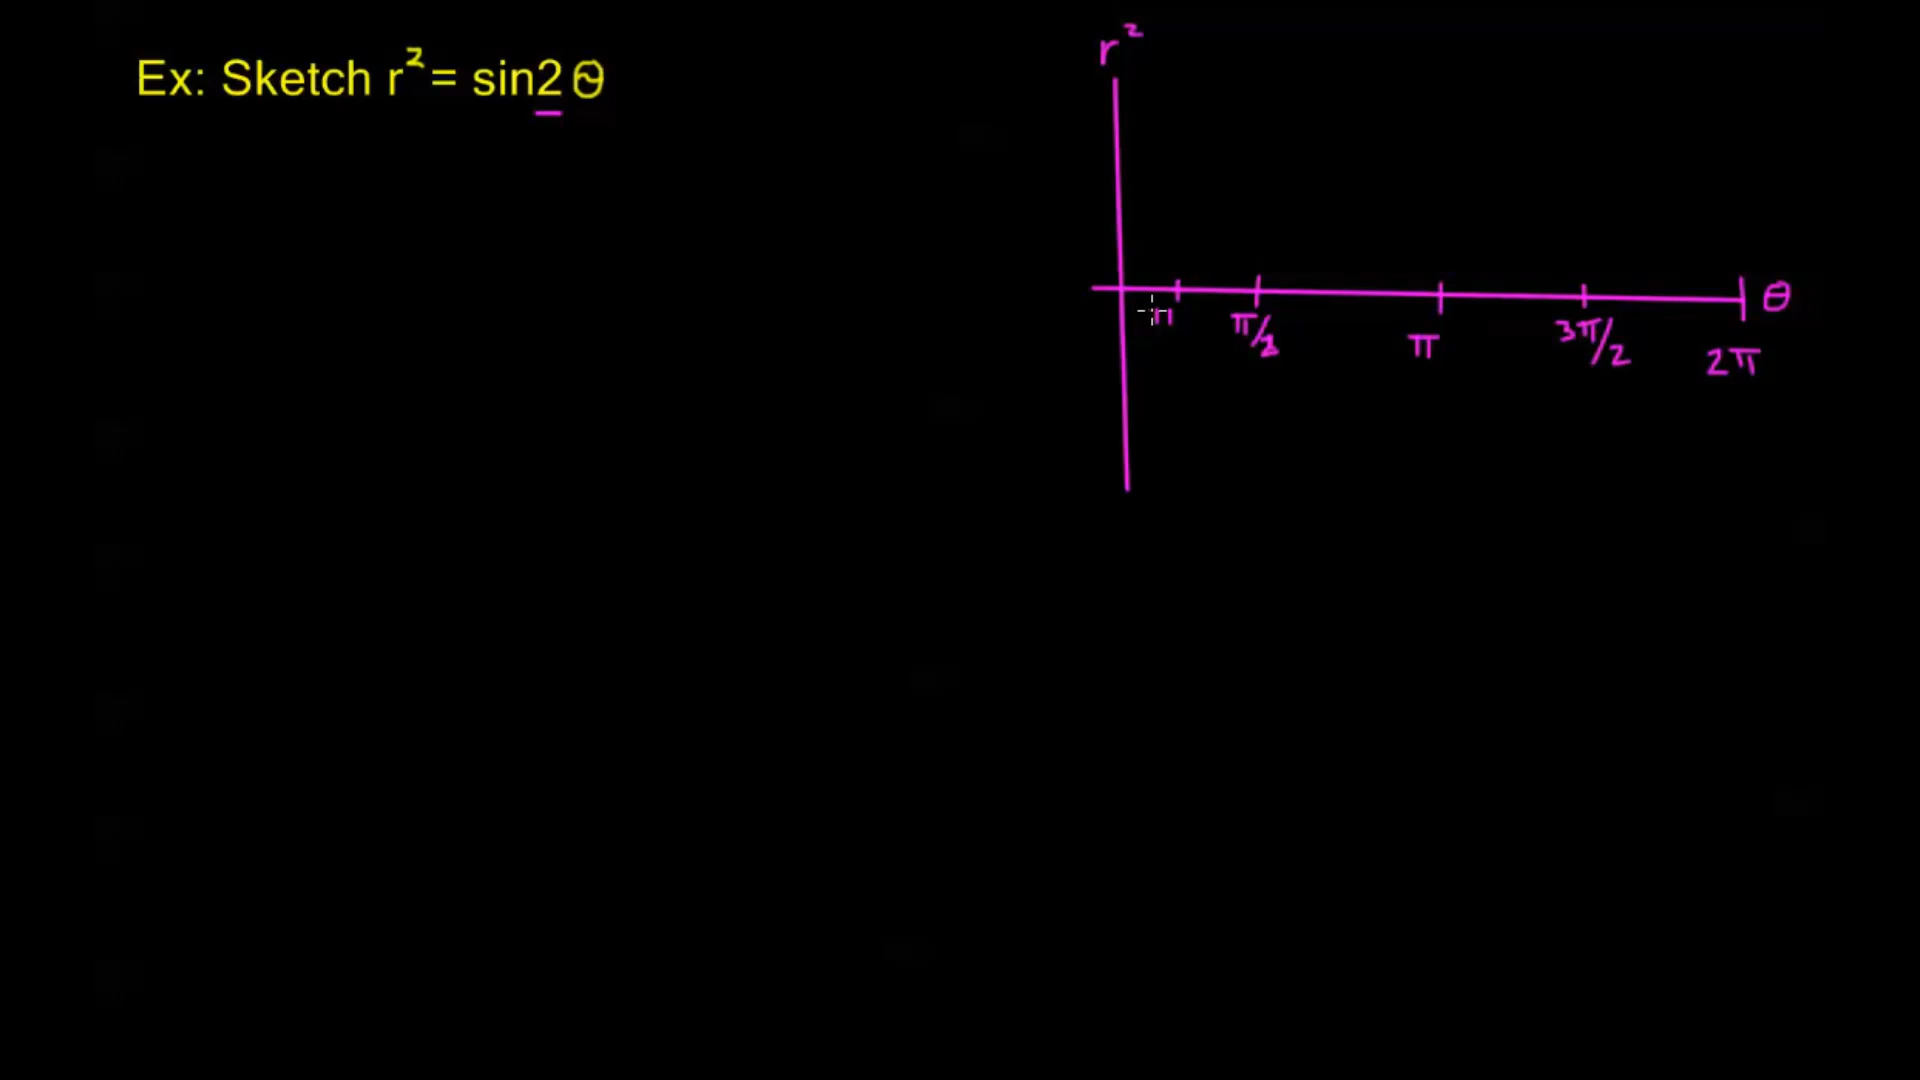 Ex: Sketch r² = sin2θ
r²
θ
π/2
π
3π/2
2π